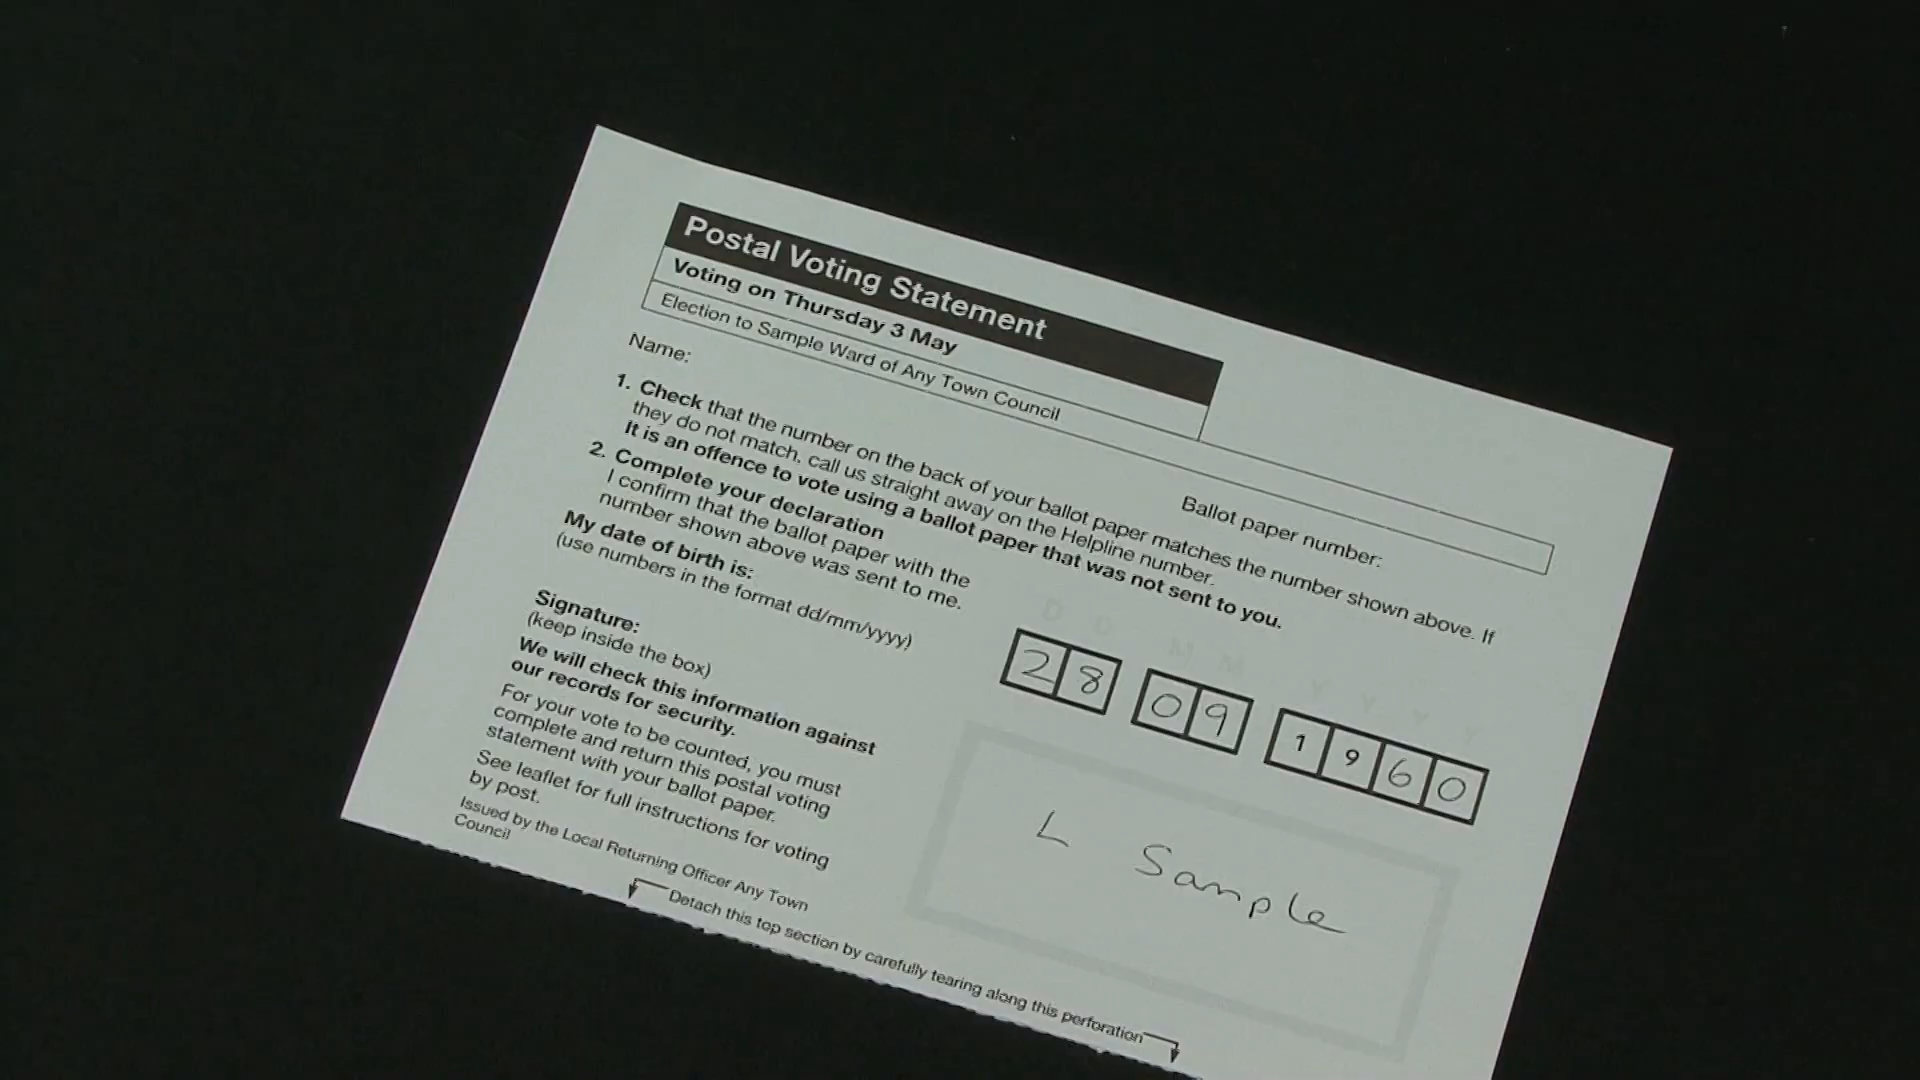 Postal Voting Statement
Voting on Thursday 3 May
Election to Sample Ward of Any Town Council
Name:
Ballot paper number:
1. Check that the number on the back of your ballot paper matches the number shown above. If
they do not match, call us straight away on the Helpline number.
It is an offence to vote using a ballot paper that was not sent to you.
2. Complete your declaration
I confirm that the ballot paper with the
number shown above was sent to me.
My date of birth is:
(use numbers in the format dd/mm/yyyy)
D D M M Y Y Y Y
28 09 1960
Signature:
(keep inside the box)
L Sample
We will check this information against
our records for security.
For your vote to be counted, you must
complete and return this postal voting
statement with your ballot paper.
See leaflet for full instructions for voting
by post.
Issued by the Local Returning Officer Any Town
Council
Detach this top section by carefully tearing along this perforation